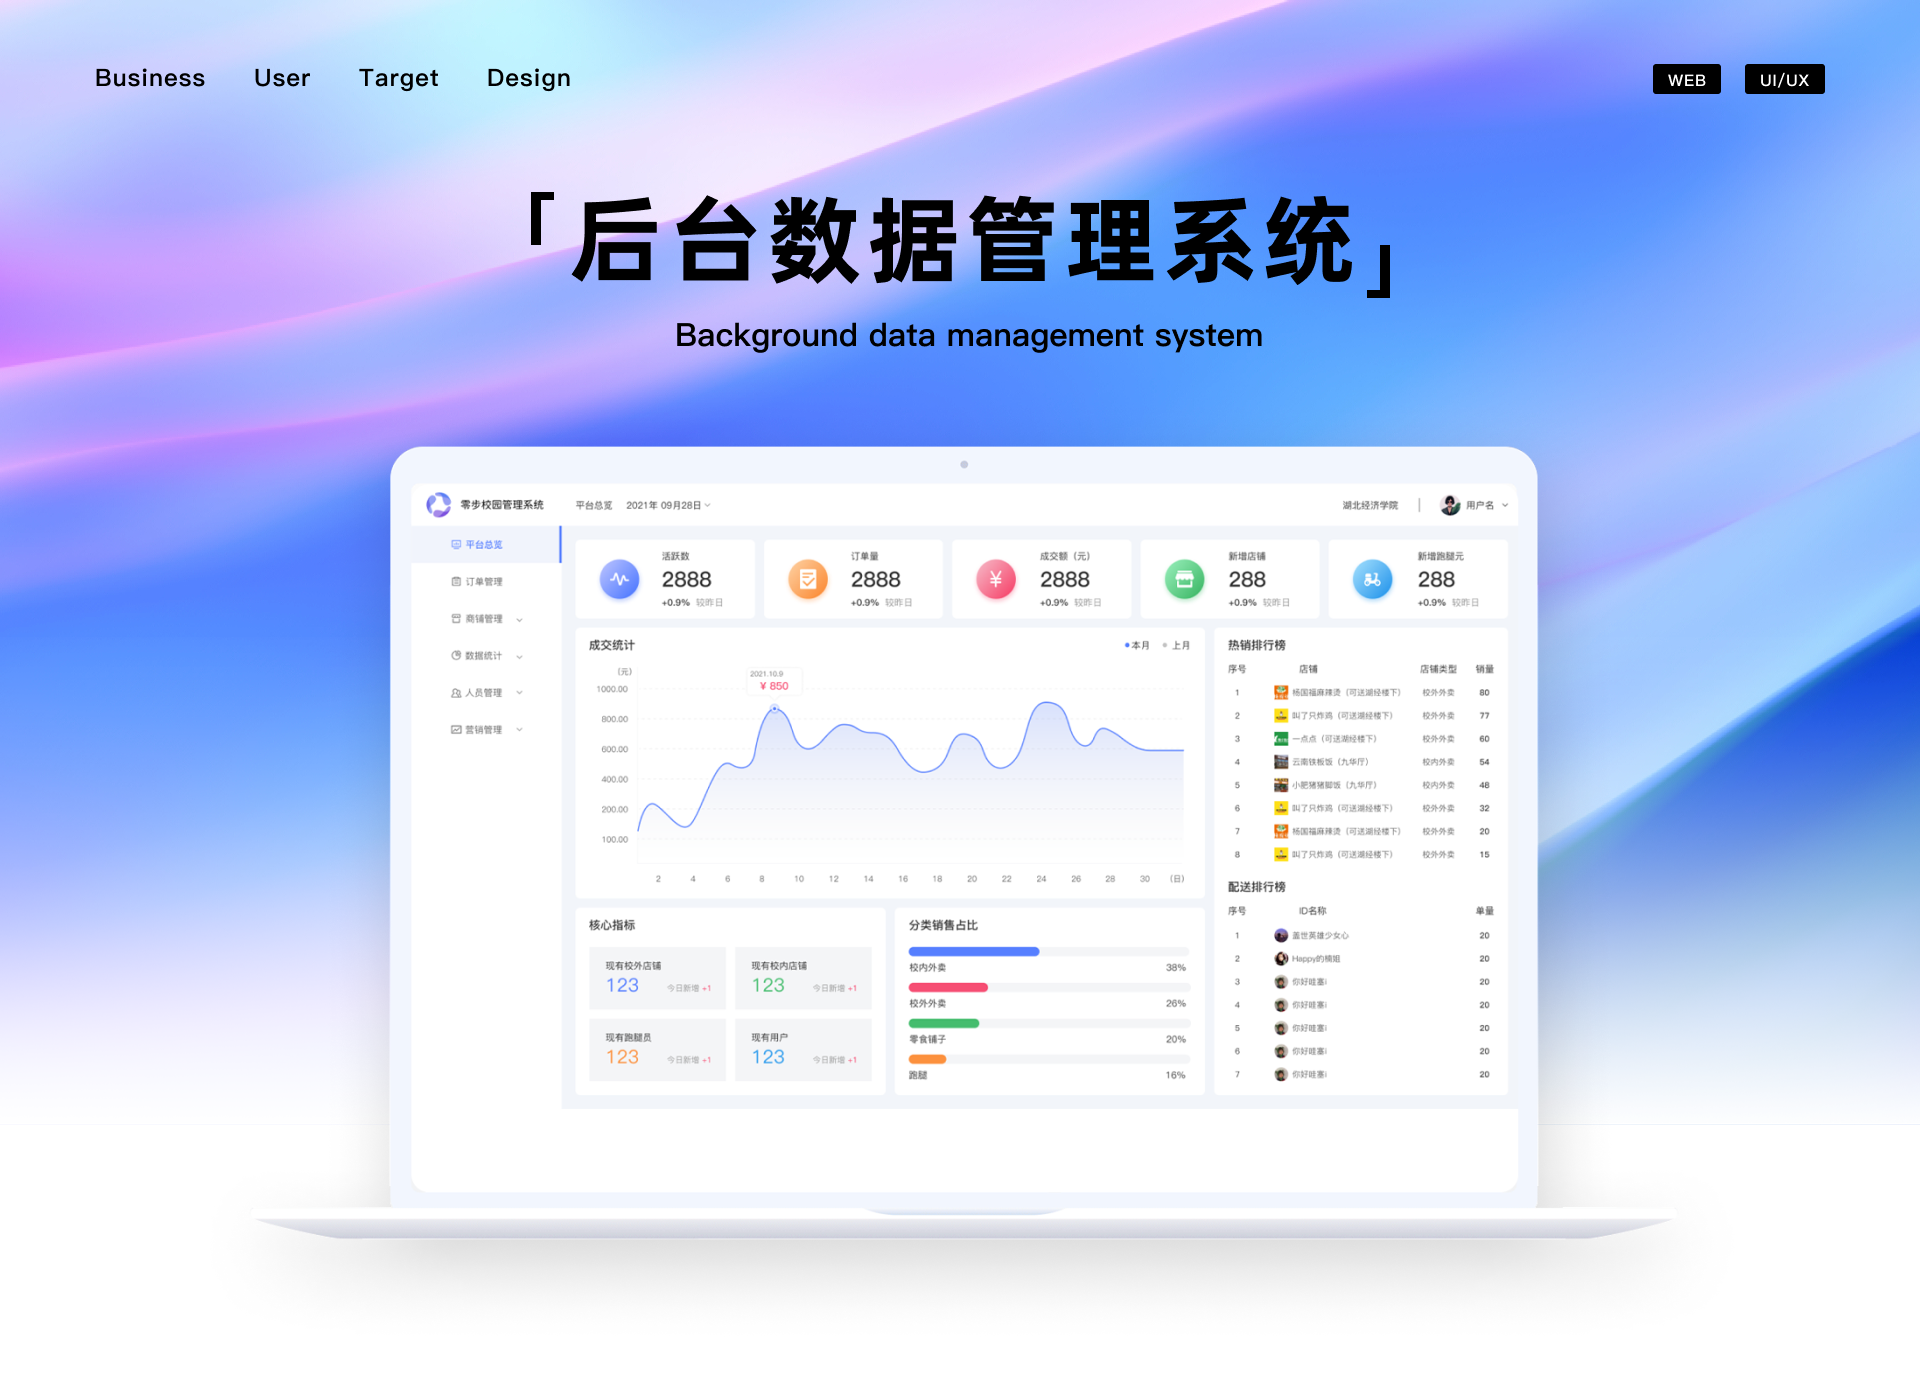 Business User Target Design
WEB UI/UX
「后台数据管理系统」
Background data management system
零步校园管理系统
平台总览 2021年 09月28日
湖北经济学院 | 用户名
平台总览
订单管理
商铺管理
数据统计
人员管理
营销管理
活跃数
2888
+0.9% 较昨日
订单量
2888
+0.9% 较昨日
成交额（元）
2888
+0.9% 较昨日
新增店铺
288
+0.9% 较昨日
新增跑腿元
288
+0.9% 较昨日
成交统计
本月 上月
(元)
1000.00
800.00
600.00
400.00
200.00
100.00
2021.10.9
¥ 850
2 4 6 8 10 12 14 16 18 20 22 24 26 28 30 (日)
热销排行榜
序号 店铺 店铺类型 销量
1 杨国福麻辣烫（可送湖经楼下） 校外外卖 80
2 叫了只炸鸡（可送湖经楼下） 校外外卖 77
3 一点点（可送湖经楼下） 校外外卖 60
4 云南铁板饭（九华厅） 校内外卖 54
5 小肥猪猪脚饭（九华厅） 校内外卖 48
6 叫了只炸鸡（可送湖经楼下） 校外外卖 32
7 杨国福麻辣烫（可送湖经楼下） 校外外卖 20
8 叫了只炸鸡（可送湖经楼下） 校外外卖 15
配送排行榜
序号 ID名称 单量
1 盖世英雄少女心 20
2 Happy的楠姐 20
3 你好哇塞i 20
4 你好哇塞i 20
5 你好哇塞i 20
6 你好哇塞i 20
7 你好哇塞i 20
核心指标
现有校外店铺
123 今日新增 +1
现有校内店铺
123 今日新增 +1
现有跑腿员
123 今日新增 +1
现有用户
123 今日新增 +1
分类销售占比
校内外卖 38%
校外外卖 26%
零食铺子 20%
跑腿 16%